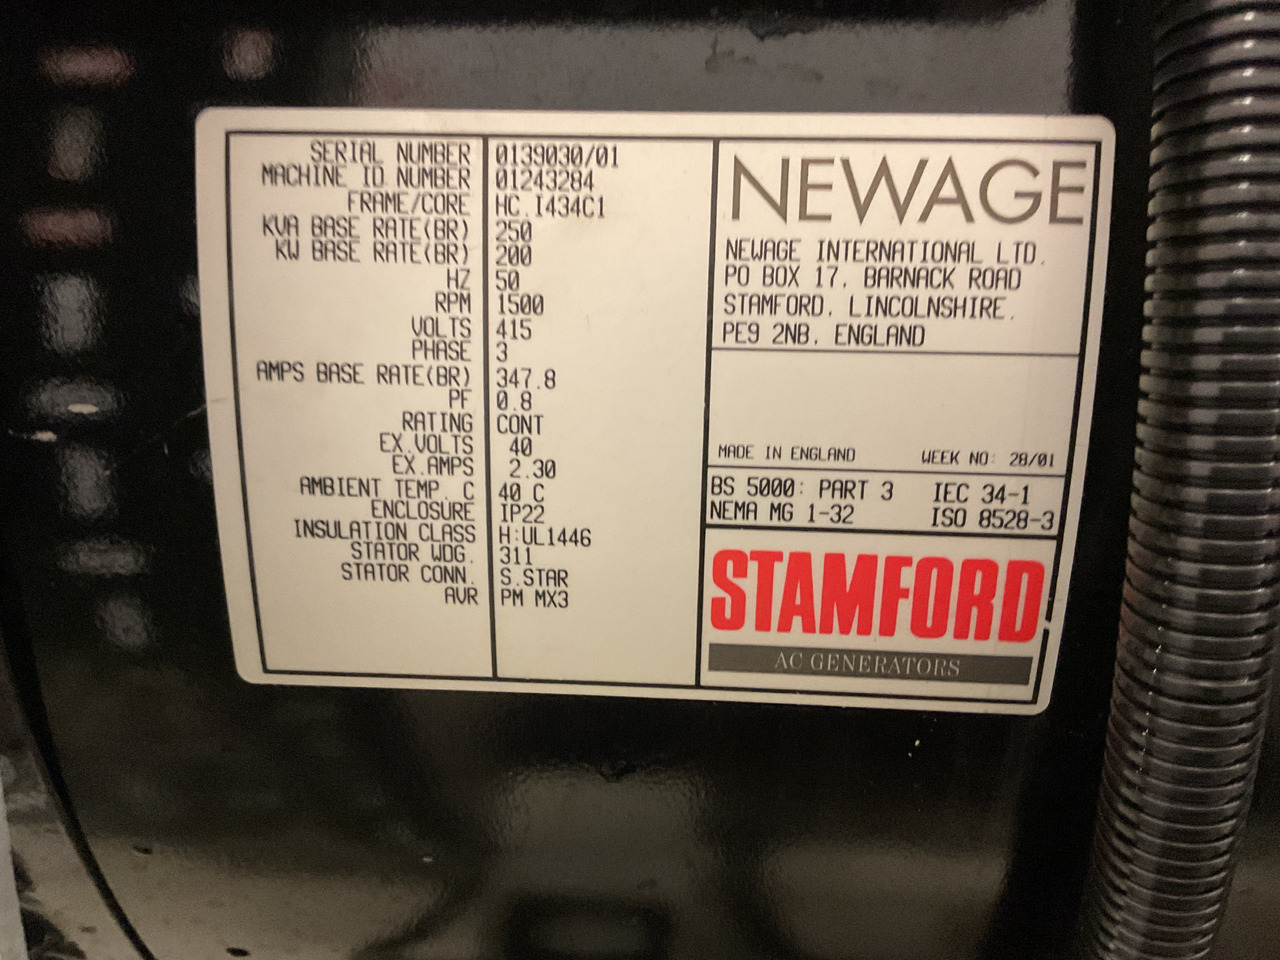 SERIAL NUMBER 0139030/01
MACHINE ID NUMBER 01243284
FRAME/CORE HC.I434C1
KVA BASE RATE(BR) 250
KW BASE RATE(BR) 200
HZ 50
RPM 1500
VOLTS 415
PHASE 3
AMPS BASE RATE(BR) 347.8
PF 0.8
RATING CONT
EX.VOLTS 40
EX.AMPS 2.30
AMBIENT TEMP. C 40 C
ENCLOSURE IP22
INSULATION CLASS H:UL1446
STATOR WDG. 311
STATOR CONN. S.STAR
AVR PM MX3
NEWAGE
NEWAGE INTERNATIONAL LTD.
PO BOX 17. BARNACK ROAD
STAMFORD. LINCOLNSHIRE.
PE9 2NB. ENGLAND
MADE IN ENGLAND WEEK NO: 28/01
BS 5000: PART 3 IEC 34-1
NEMA MG 1-32 ISO 8528-3
STAMFORD
AC GENERATORS